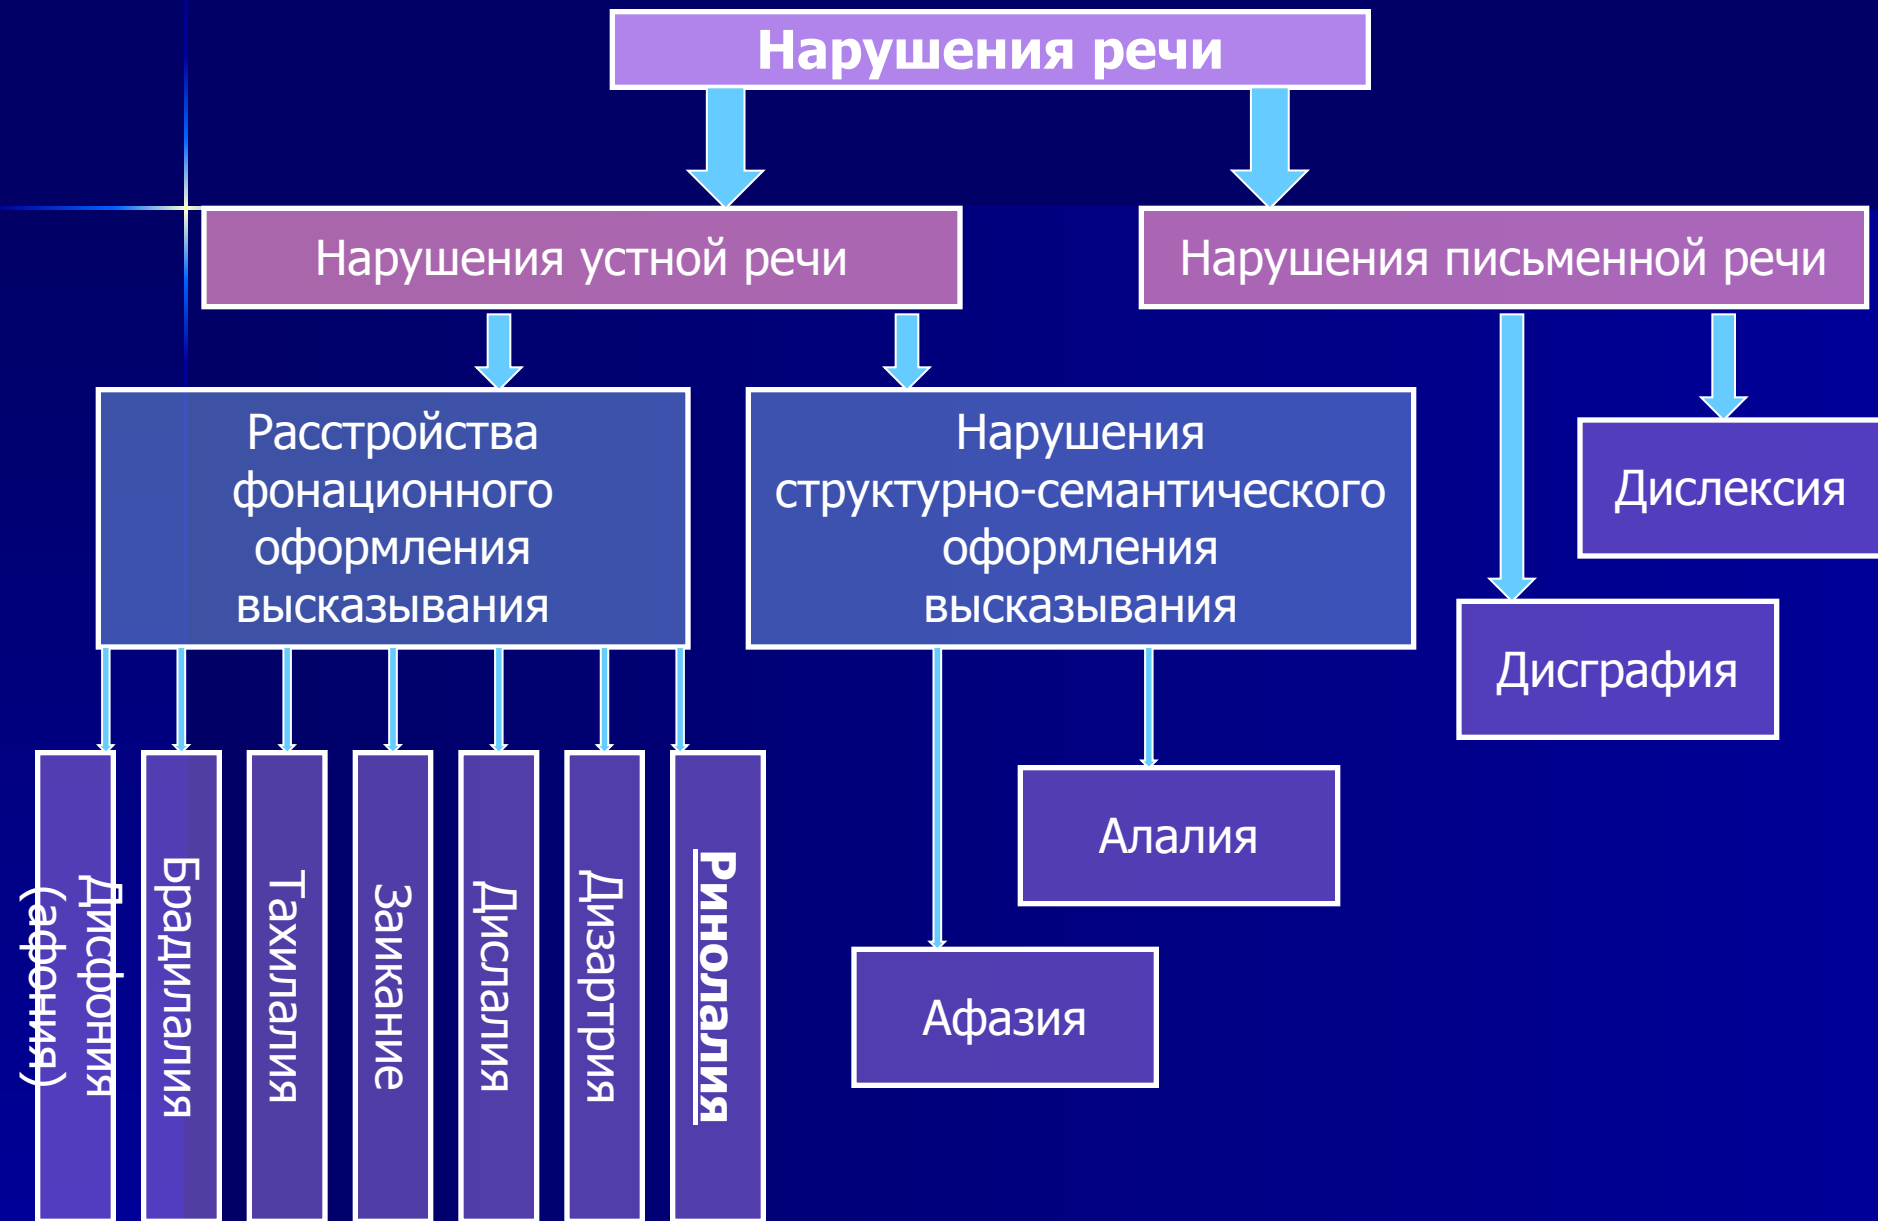 Нарушения речи
Нарушения устной речи
Нарушения письменной речи
Расстройства
фонационного
оформления
высказывания
Нарушения
структурно-семантического
оформления
высказывания
Дислексия
Дисграфия
Дисфония
(афония)
Брадилалия
Тахилалия
Заикание
Дислалия
Дизартрия
Ринолалия
Алалия
Афазия